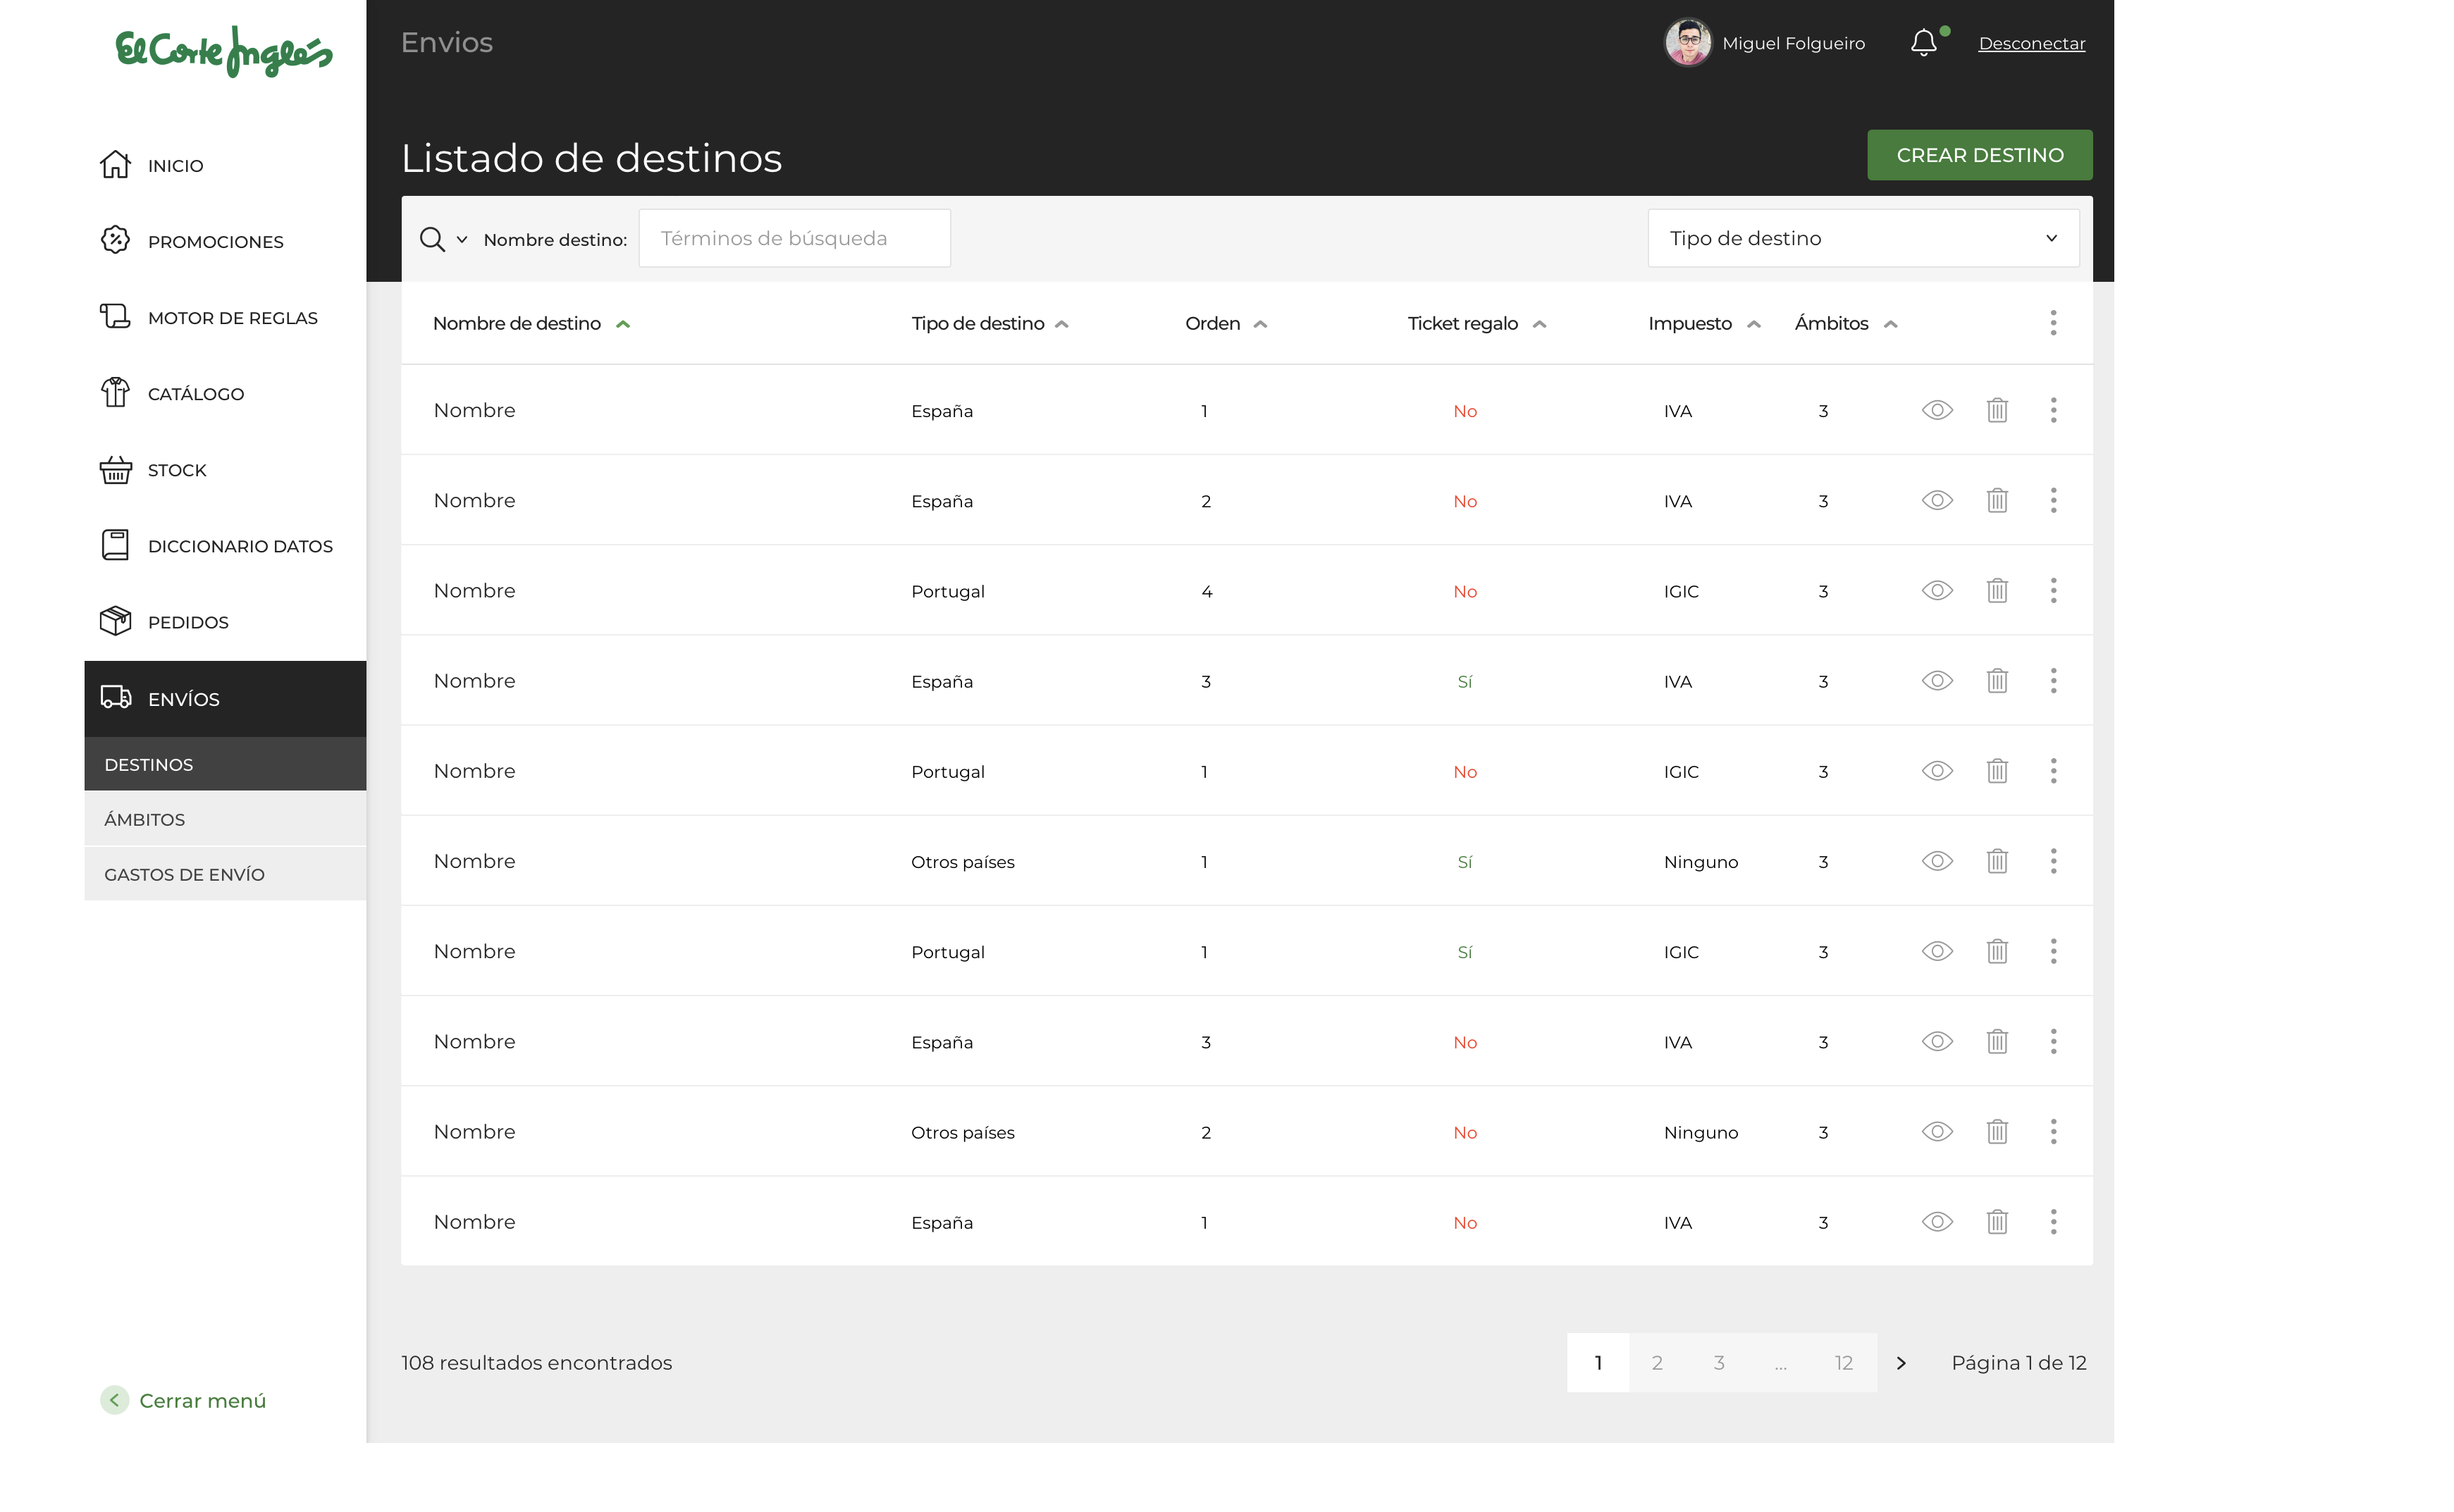 El Corte Inglés
Envios
Miguel Folgueiro
Desconectar
INICIO
PROMOCIONES
MOTOR DE REGLAS
CATÁLOGO
STOCK
DICCIONARIO DATOS
PEDIDOS
ENVÍOS
DESTINOS
ÁMBITOS
GASTOS DE ENVÍO
Cerrar menú
Listado de destinos
CREAR DESTINO
Nombre destino: Términos de búsqueda Tipo de destino
Nombre de destino Tipo de destino Orden Ticket regalo Impuesto Ámbitos
Nombre España 1 No IVA 3
Nombre España 2 No IVA 3
Nombre Portugal 4 No IGIC 3
Nombre España 3 Sí IVA 3
Nombre Portugal 1 No IGIC 3
Nombre Otros países 1 Sí Ninguno 3
Nombre Portugal 1 Sí IGIC 3
Nombre España 3 No IVA 3
Nombre Otros países 2 No Ninguno 3
Nombre España 1 No IVA 3
108 resultados encontrados
1 2 3 ... 12 Página 1 de 12